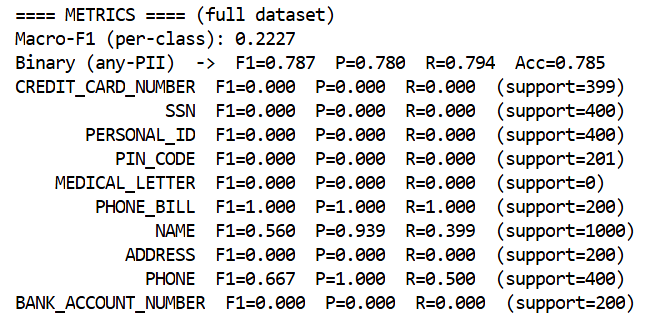 ==== METRICS ==== (full dataset)
Macro-F1 (per-class): 0.2227
Binary (any-PII)  ->  F1=0.787  P=0.780  R=0.794  Acc=0.785
CREDIT_CARD_NUMBER  F1=0.000  P=0.000  R=0.000  (support=399)
SSN  F1=0.000  P=0.000  R=0.000  (support=400)
PERSONAL_ID  F1=0.000  P=0.000  R=0.000  (support=400)
PIN_CODE  F1=0.000  P=0.000  R=0.000  (support=201)
MEDICAL_LETTER  F1=0.000  P=0.000  R=0.000  (support=0)
PHONE_BILL  F1=1.000  P=1.000  R=1.000  (support=200)
NAME  F1=0.560  P=0.939  R=0.399  (support=1000)
ADDRESS  F1=0.000  P=0.000  R=0.000  (support=200)
PHONE  F1=0.667  P=1.000  R=0.500  (support=400)
BANK_ACCOUNT_NUMBER  F1=0.000  P=0.000  R=0.000  (support=200)